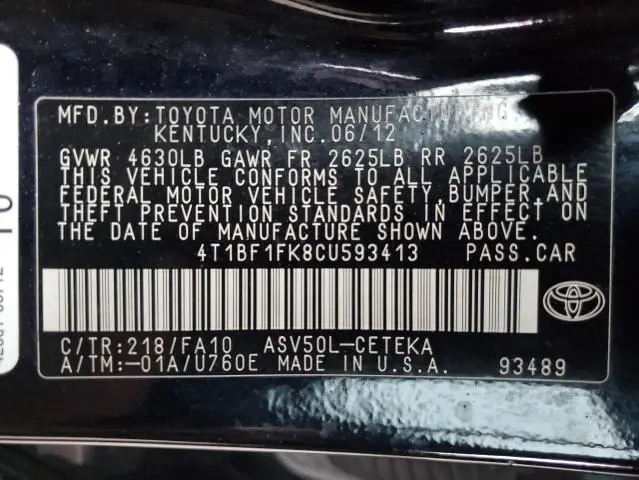 MFD. BY: TOYOTA MOTOR MANUFACTURING,
KENTUCKY, INC. 06/12
GVWR 4630LB GAWR FR 2625LB RR 2625LB
THIS VEHICLE CONFORMS TO ALL APPLICABLE
FEDERAL MOTOR VEHICLE SAFETY, BUMPER, AND
THEFT PREVENTION STANDARDS IN EFFECT ON
THE DATE OF MANUFACTURE SHOWN ABOVE.
4T1BF1FK8CU593413 PASS.CAR
C/TR:218/FA10 ASV50L-CETEKA
A/TM:-01A/U760E MADE IN U.S.A. 93489